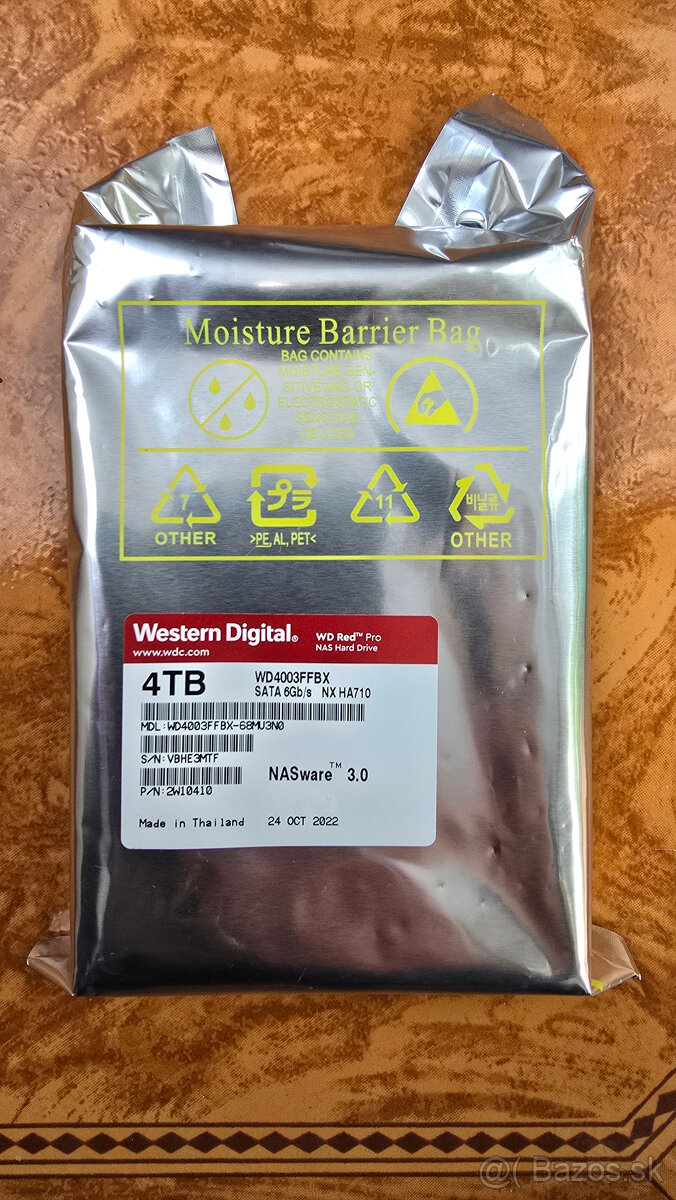 Moisture Barrier Bag
BAG CONTAINS
MOISTURE SEN-
SITIVE AND OR
ELECTROSTATIC
SENSITIVE
DEVICES
7
OTHER
プラ
>PE, AL, PET<
11
비닐류
OTHER
Western Digital®
www.wdc.com
WD Red™ Pro
NAS Hard Drive
4TB
WD4003FFBX
SATA 6Gb/s NX HA710
MDL: WD4003FFBX-68MU3N0
S/N: VBHE3MTF
P/N: 2W10410
NASware™ 3.0
Made in Thailand 24 OCT 2022
@( Bazos.sk